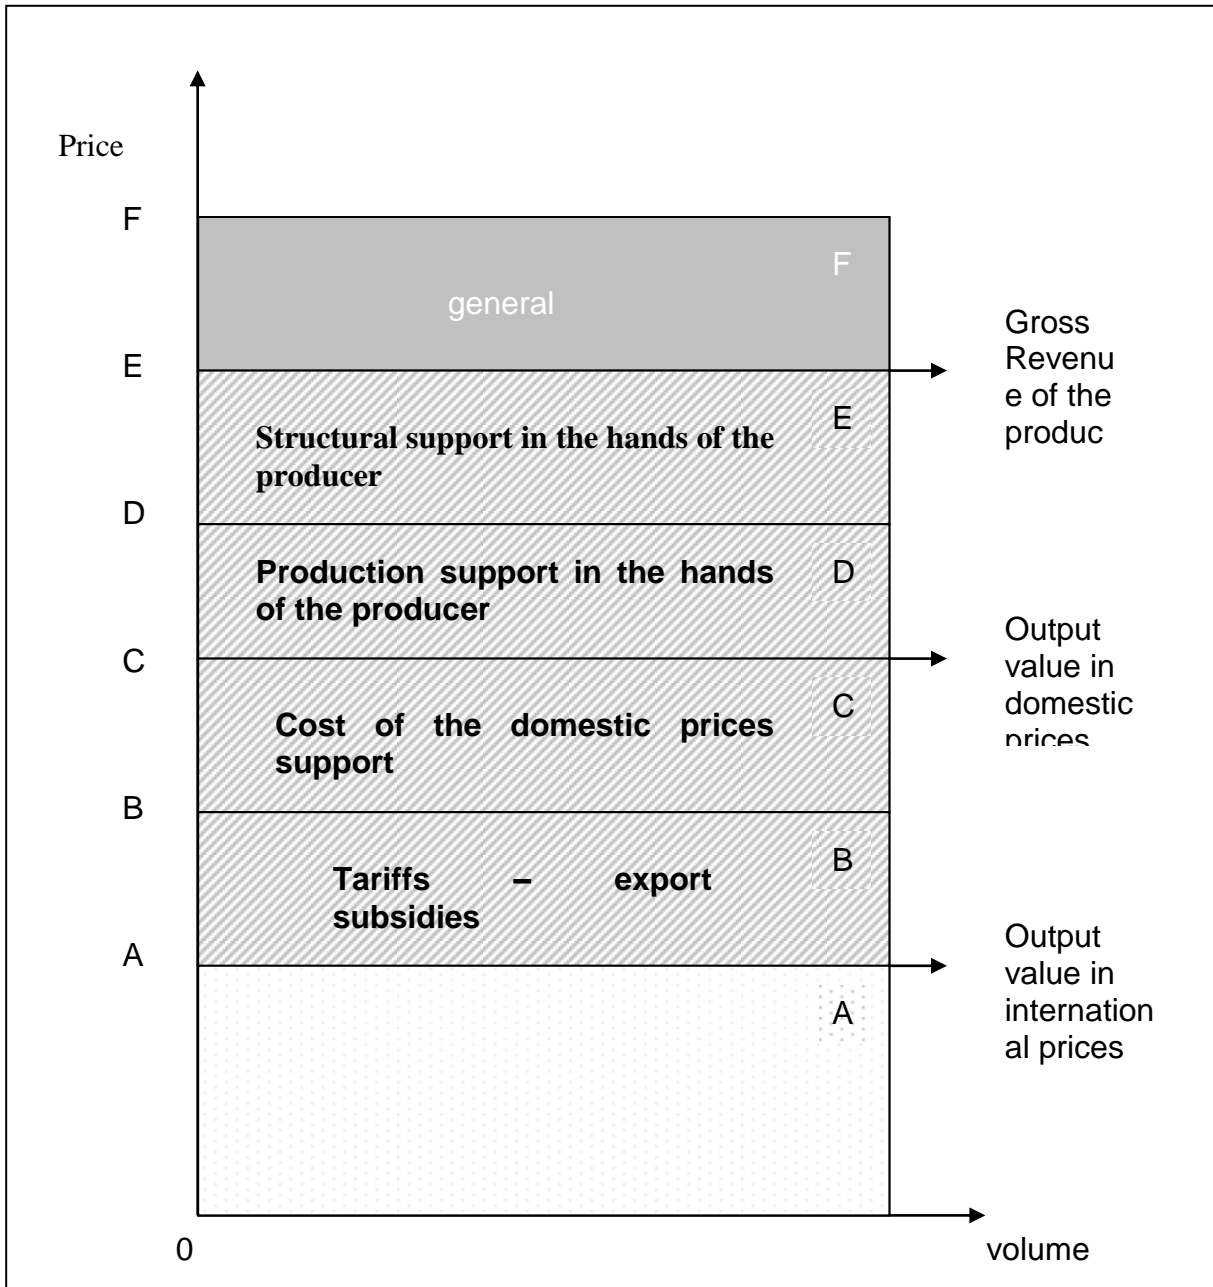 Price
F
F
general
Gross
Revenu
e of the
produc
E
E
Structural support in the hands of the
producer
D
Production support in the hands
of the producer
D
Output
value in
domestic
prices
C
C
Cost of the domestic prices
support
B
B
Tariffs – export
subsidies
A
Output
value in
internation
al prices
A
0
volume